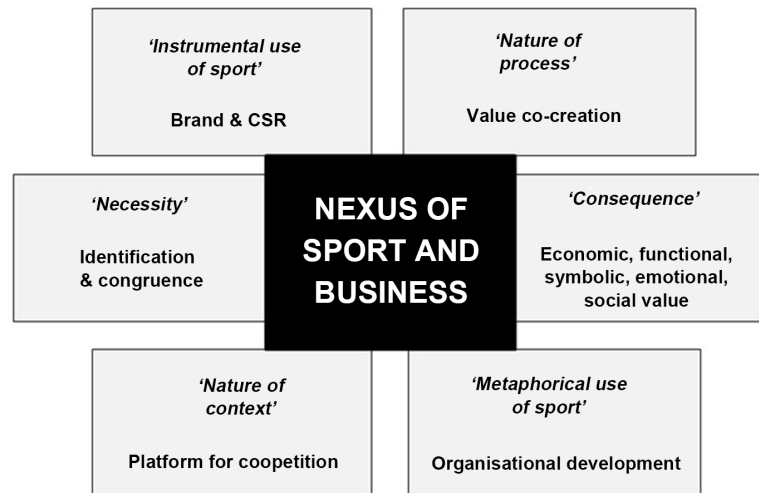 ‘Instrumental use
of sport’
Brand & CSR
‘Nature of
process’
Value co-creation
‘Necessity’
Identification
& congruence
NEXUS OF
SPORT AND
BUSINESS
‘Consequence’
Economic, functional,
symbolic, emotional,
social value
‘Nature of
context’
Platform for coopetition
‘Metaphorical use
of sport’
Organisational development